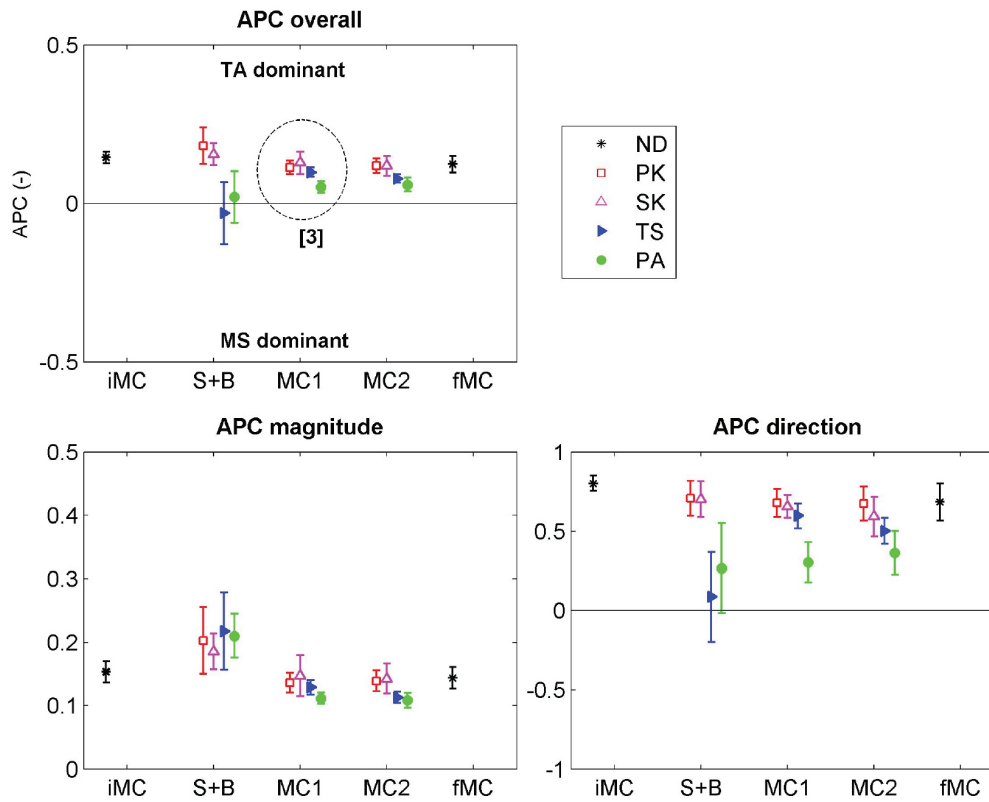 APC overall
0.5
TA dominant
APC (-)
0
[3]
MS dominant
-0.5
iMC S+B MC1 MC2 fMC
ND
PK
SK
TS
PA
APC magnitude
0.5
0.4
0.3
0.2
0.1
0
iMC S+B MC1 MC2 fMC
APC direction
1
0.5
0
-0.5
-1
iMC S+B MC1 MC2 fMC